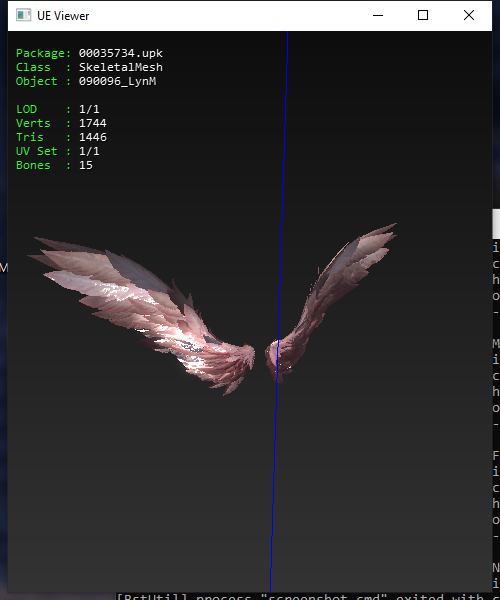 UE Viewer
Package: 00035734.upk
Class : SkeletalMesh
Object : 090096_LynM
LOD : 1/1
Verts : 1744
Tris : 1446
UV Set : 1/1
Bones : 15
M
i
c
h
o
-
M
i
c
h
o
-
F
i
c
h
o
-
N
i
[BstUtil] process "screenshot.cmd" exited with c